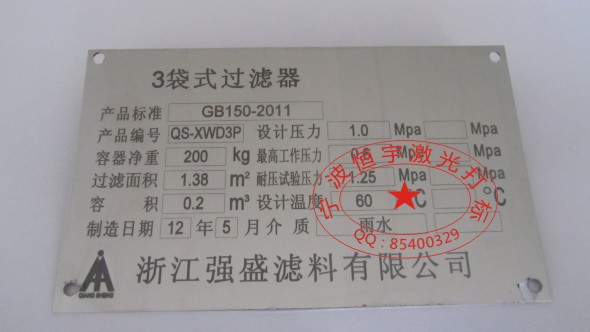 3袋式过滤器
产品标准 GB150-2011
产品编号 QS-XWD3P 设计压力 1.0 Mpa Mpa
容器净重 200 kg 最高工作压力 0.6 Mpa Mpa
过滤面积 1.38 m² 耐压试验压力 1.25 Mpa Mpa
容 积 0.2 m³ 设计温度 60 °C °C
制造日期 12 年 5 月 介 质 雨水
QIANG SHENG 浙江强盛滤料有限公司
宁波恒宇激光打标
QQ:85400329